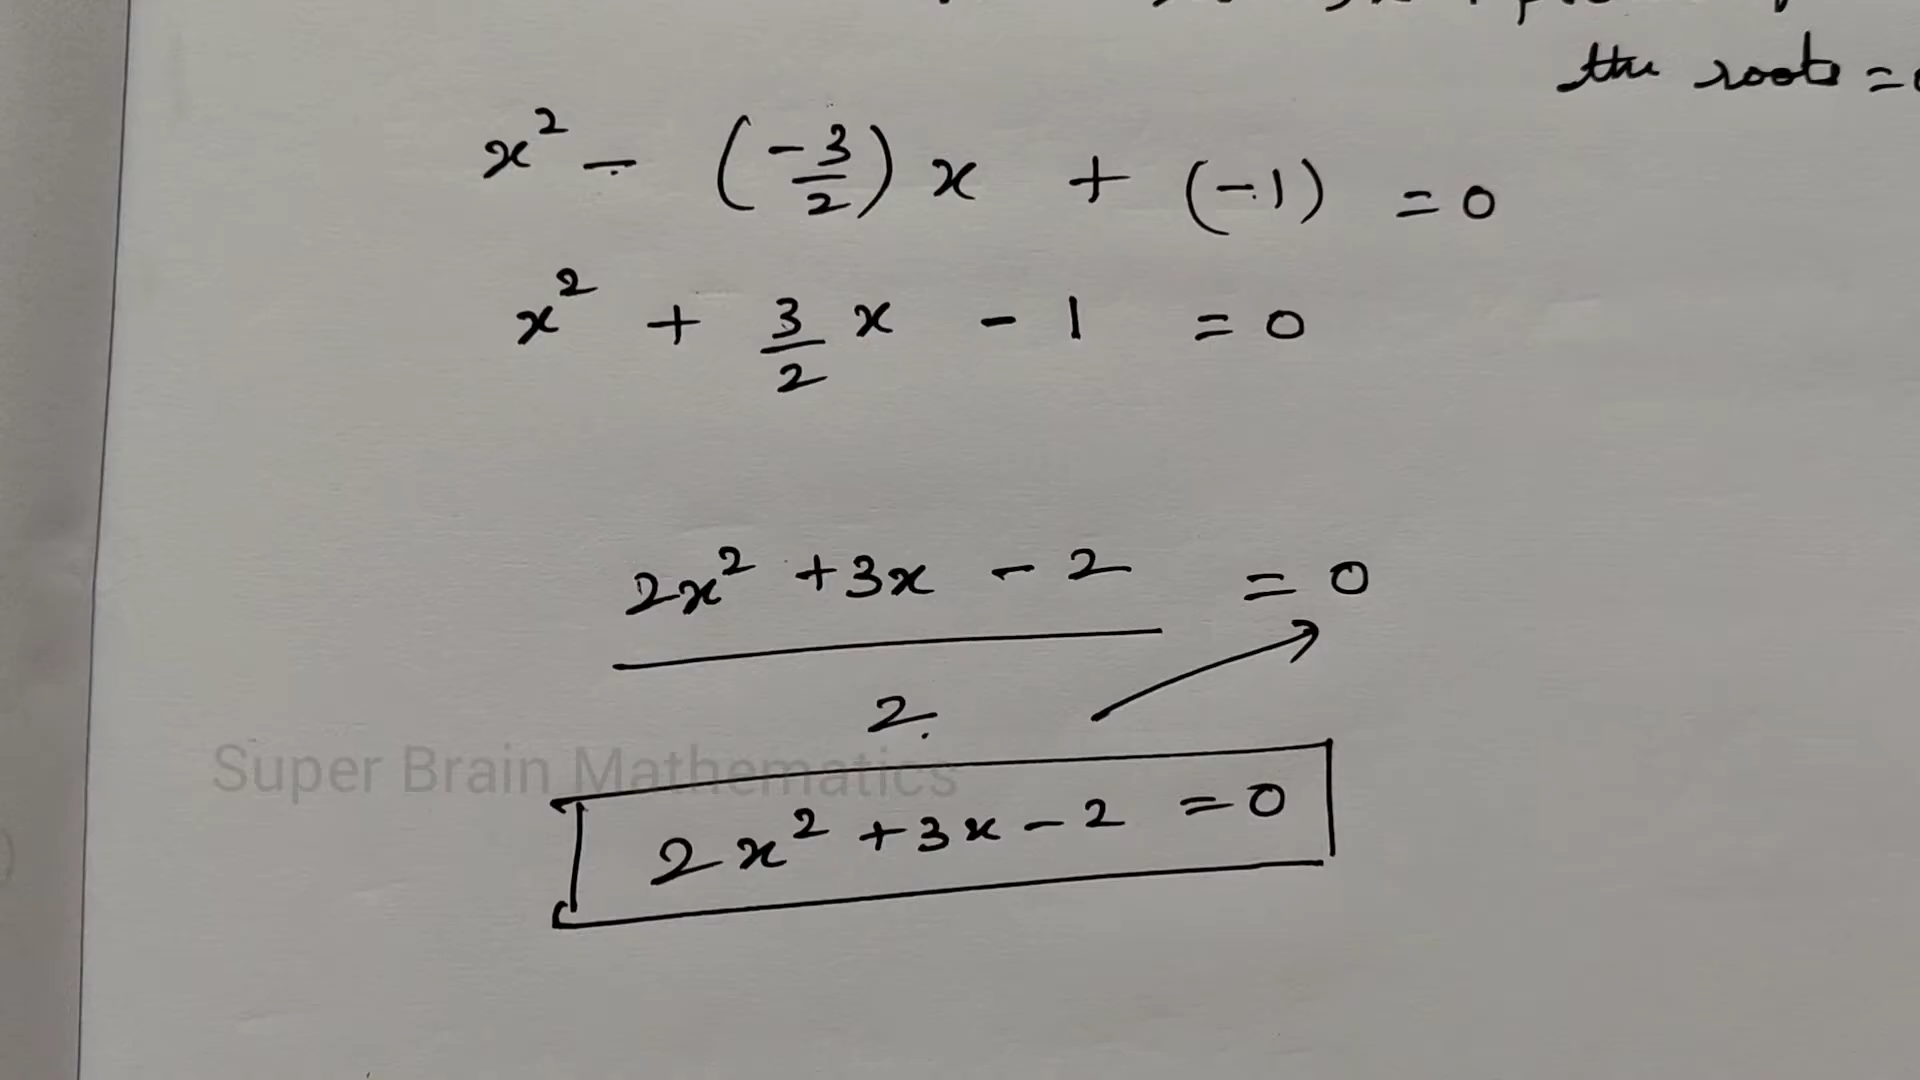 the roots =
x² - (-3/2) x + (-1) = 0
x² + 3/2 x - 1 = 0
2x² + 3x - 2 = 0
2
Super Brain Mathematics
2x² + 3x - 2 = 0